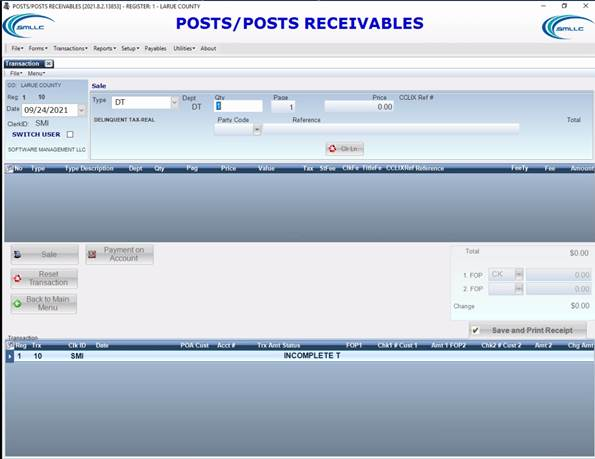 POSTS/POSTS RECEIVABLES [2021.8.2.13853] - REGISTER: 1 - LARUE COUNTY
SMLLC POSTS/POSTS RECEIVABLES SMLLC
File Forms Transactions Reports Setup Payables Utilities About
Transaction
File Menu
CO: LARUE COUNTY
Reg 1 10
Date 09/24/2021
ClerkID: SMI
SWITCH USER
SOFTWARE MANAGEMENT LLC
Sale
Type DT Dept DT Qty 1 Page 1 Price 0.00 CCLIX Ref #
DELINQUENT TAX-REAL Party Code Reference Total
Clr Ln
No Type Type Description Dept Qty Pag Price Value Tax StFee ClkFe TitleFe CCLIXRef Reference FeeTy Fee Amount
Sale Payment on Account
Reset Transaction
Back to Main Menu
Total $0.00
1. FOP CK 0.00
2. FOP 0.00
Change $0.00
Save and Print Receipt
Transaction
Reg Trx Clk ID Date POA Cust Acct # Trx Amt Status FOP1 Chk1 # Cust 1 Amt 1 FOP2 Chk2 # Cust 2 Amt 2 Chg Amt
1 10 SMI INCOMPLETE T